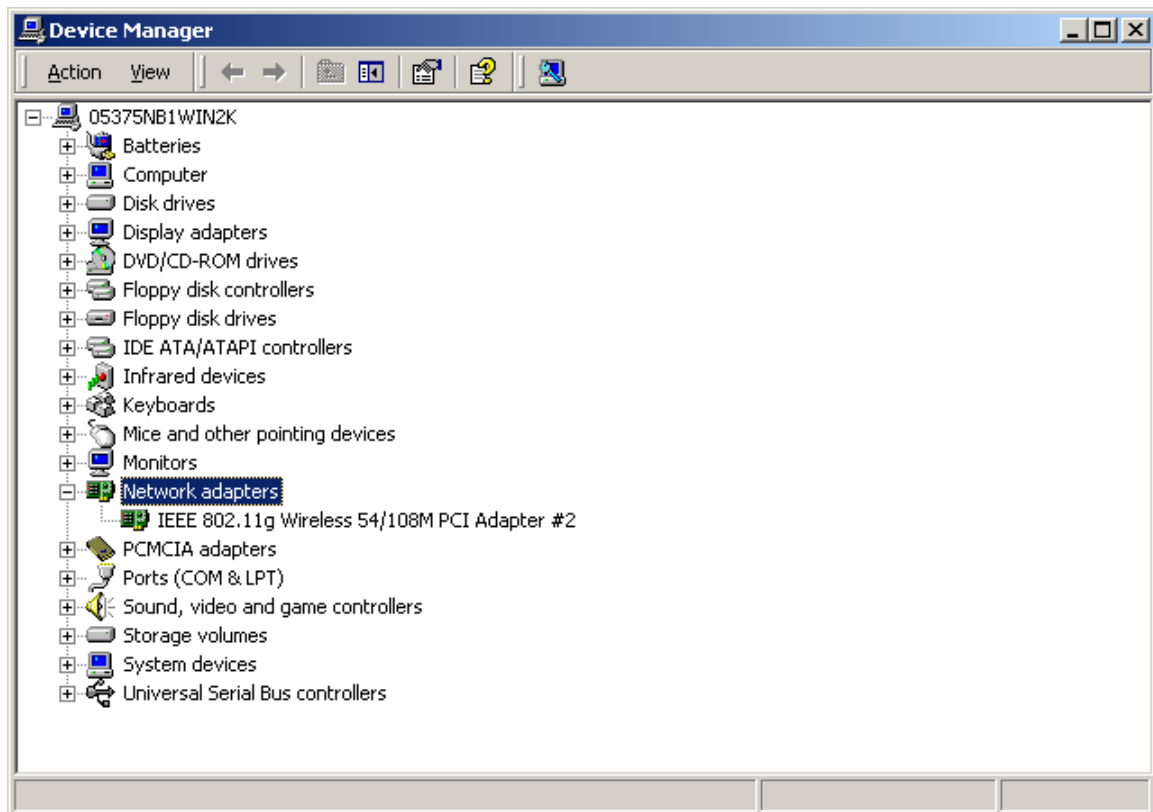 Device Manager
Action View
05375NB1WIN2K
Batteries
Computer
Disk drives
Display adapters
DVD/CD-ROM drives
Floppy disk controllers
Floppy disk drives
IDE ATA/ATAPI controllers
Infrared devices
Keyboards
Mice and other pointing devices
Monitors
Network adapters
IEEE 802.11g Wireless 54/108M PCI Adapter #2
PCMCIA adapters
Ports (COM & LPT)
Sound, video and game controllers
Storage volumes
System devices
Universal Serial Bus controllers